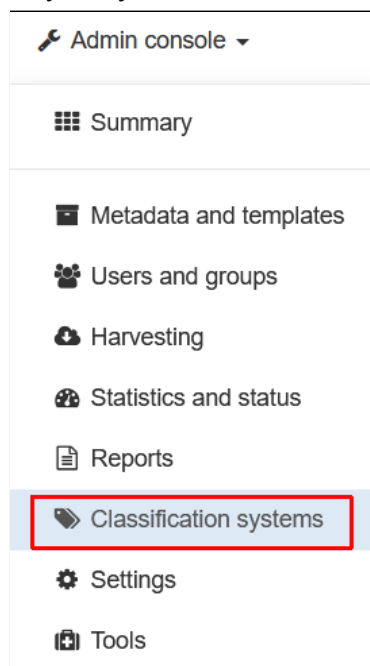 Admin console
Summary
Metadata and templates
Users and groups
Harvesting
Statistics and status
Reports
Classification systems
Settings
Tools